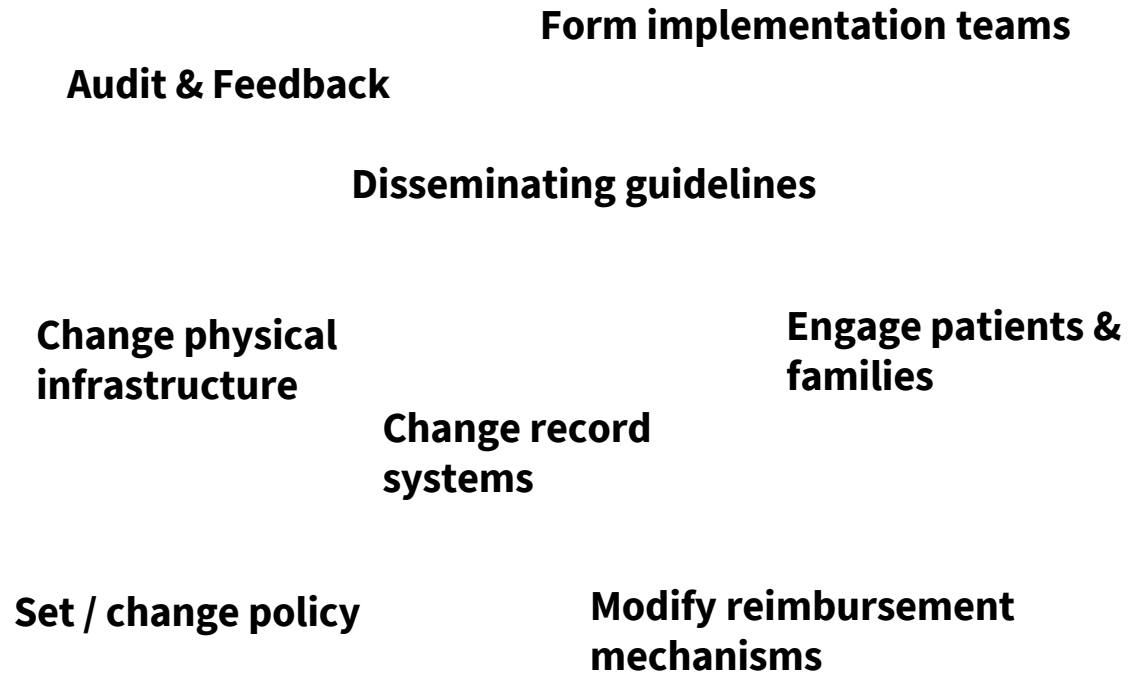 Form implementation teams
Audit & Feedback
Disseminating guidelines
Change physical
infrastructure
Engage patients &
families
Change record
systems
Set / change policy
Modify reimbursement
mechanisms